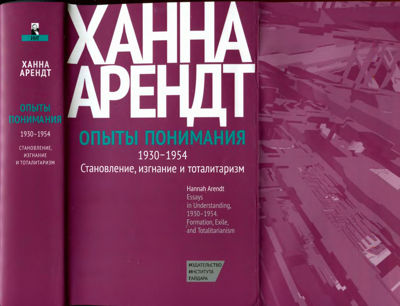 ХАННА
АРЕНДТ
ОПЫТЫ
ПОНИМАНИЯ
1930–1954
СТАНОВЛЕНИЕ,
ИЗГНАНИЕ
И ТОТАЛИТАРИЗМ
ХАННА
АРЕНДТ
ОПЫТЫ ПОНИМАНИЯ
1930–1954
Становление, изгнание и тоталитаризм
Hannah Arendt
Essays
in Understanding,
1930–1954.
Formation, Exile,
and Totalitarianism
ИЗДАТЕЛЬСТВО
ИНСТИТУТА
ГАЙДАРА